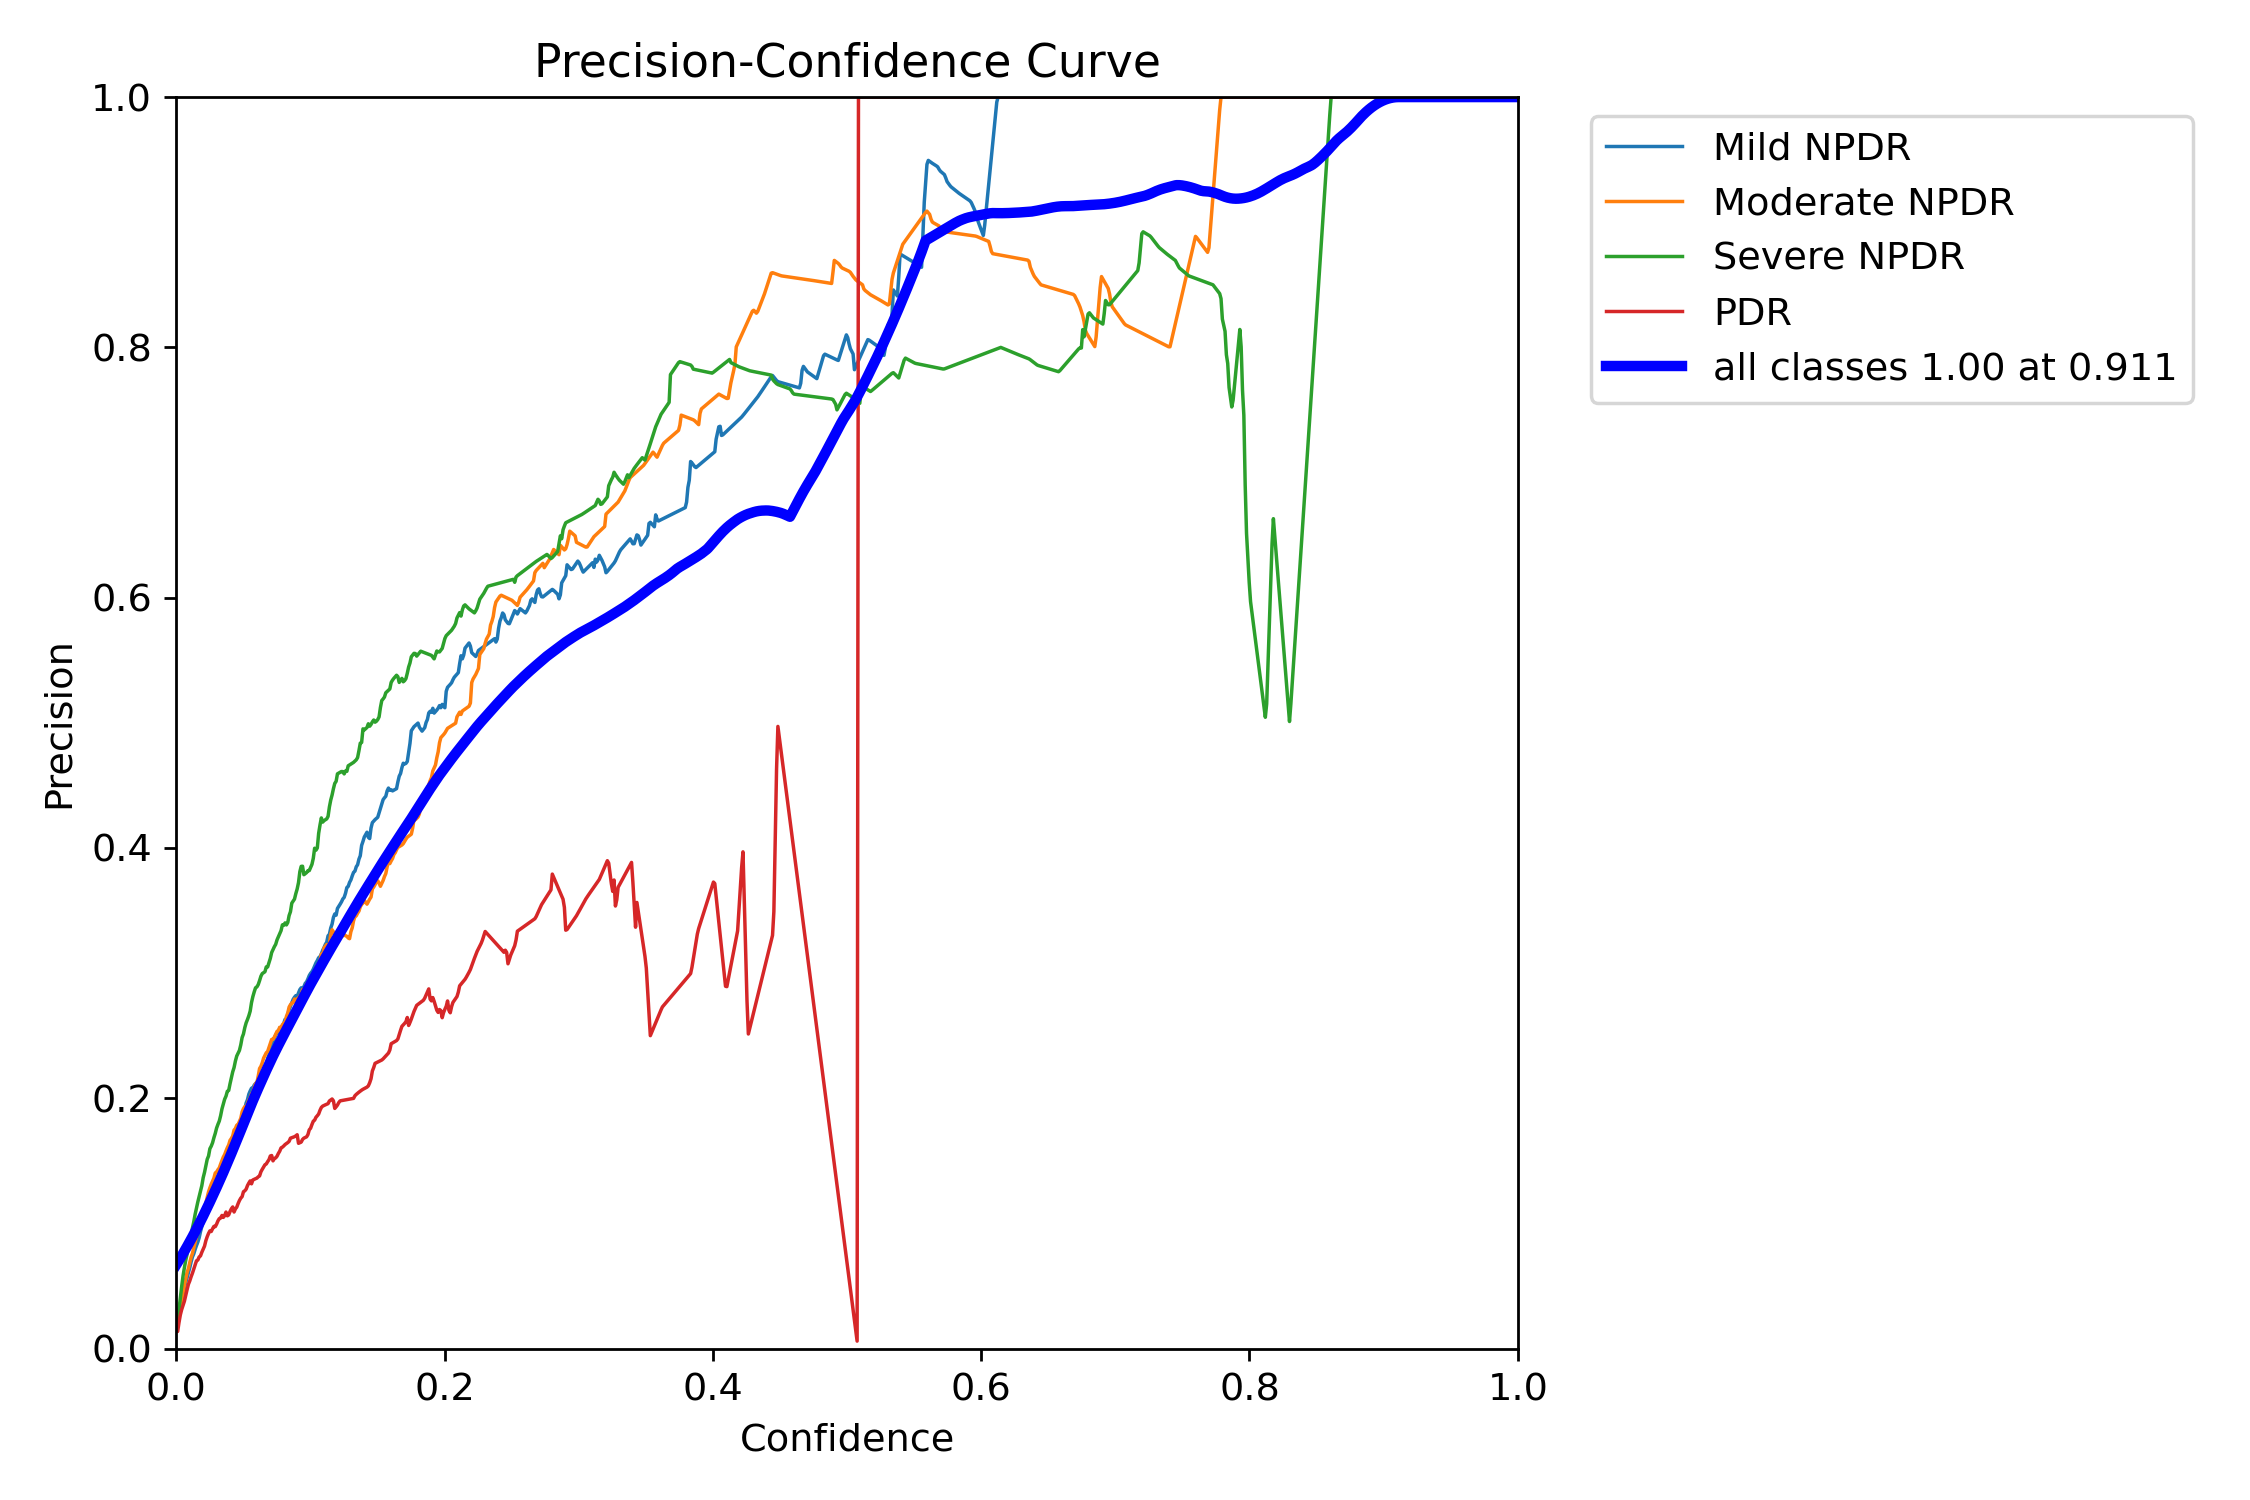 Precision-Confidence Curve
1.0
0.8
0.6
0.4
0.2
0.0
Precision
0.0 0.2 0.4 0.6 0.8 1.0
Confidence
Mild NPDR
Moderate NPDR
Severe NPDR
PDR
all classes 1.00 at 0.911